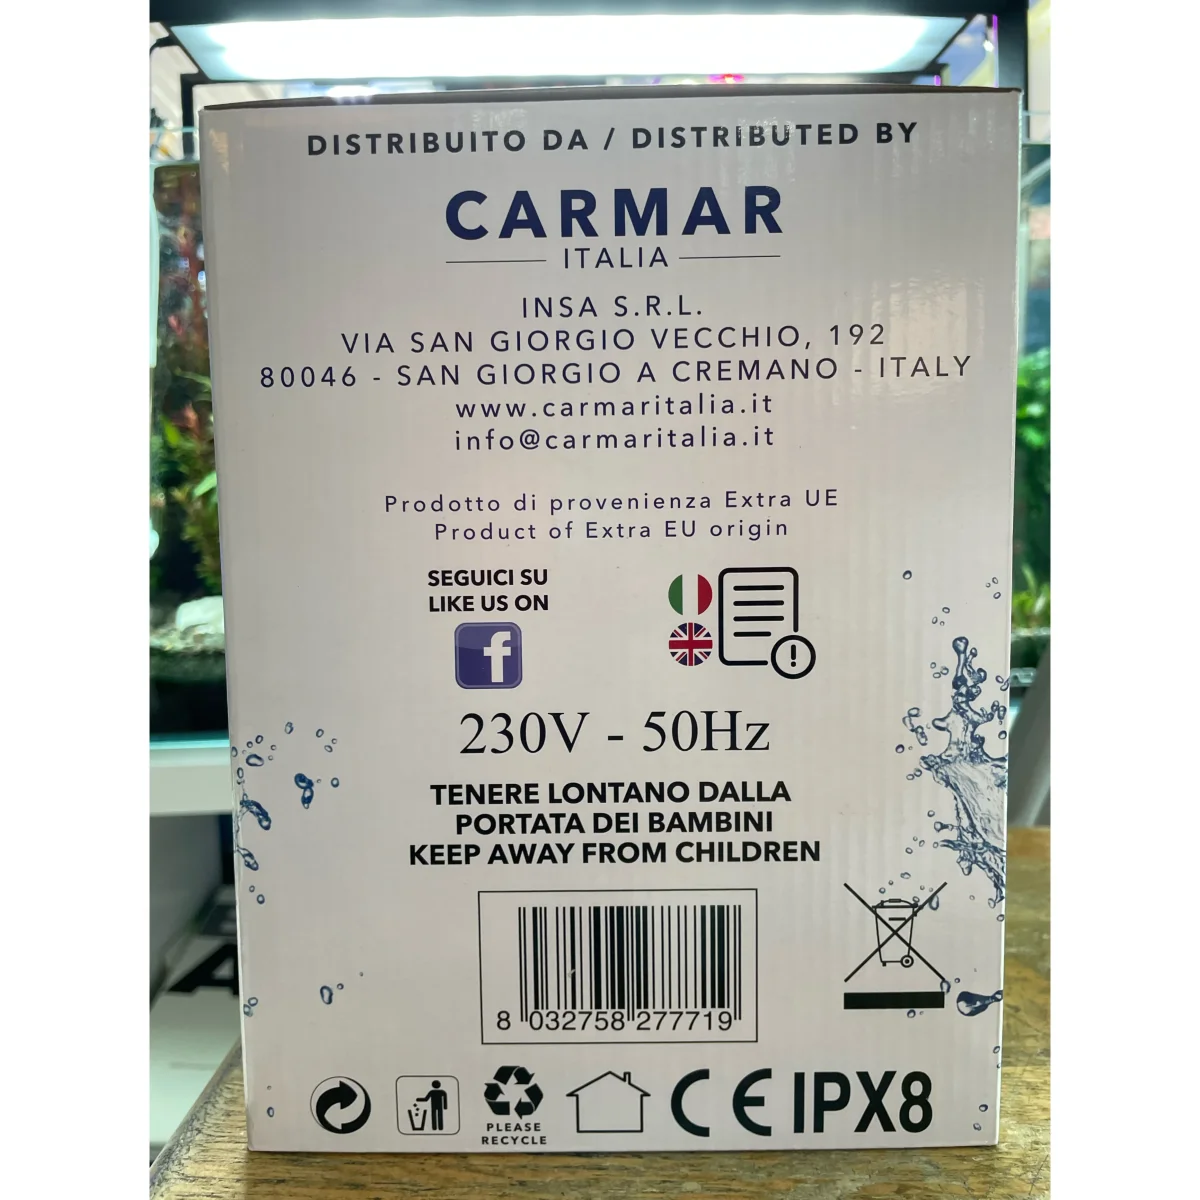 DISTRIBUITO DA / DISTRIBUTED BY
CARMAR
ITALIA
INSA S.R.L.
VIA SAN GIORGIO VECCHIO, 192
80046 - SAN GIORGIO A CREMANO - ITALY
www.carmaritalia.it
info@carmaritalia.it
Prodotto di provenienza Extra UE
Product of Extra EU origin
SEGUICI SU
LIKE US ON
f
230V - 50Hz
TENERE LONTANO DALLA
PORTATA DEI BAMBINI
KEEP AWAY FROM CHILDREN
8 032758 277719
PLEASE
RECYCLE
CE IPX8